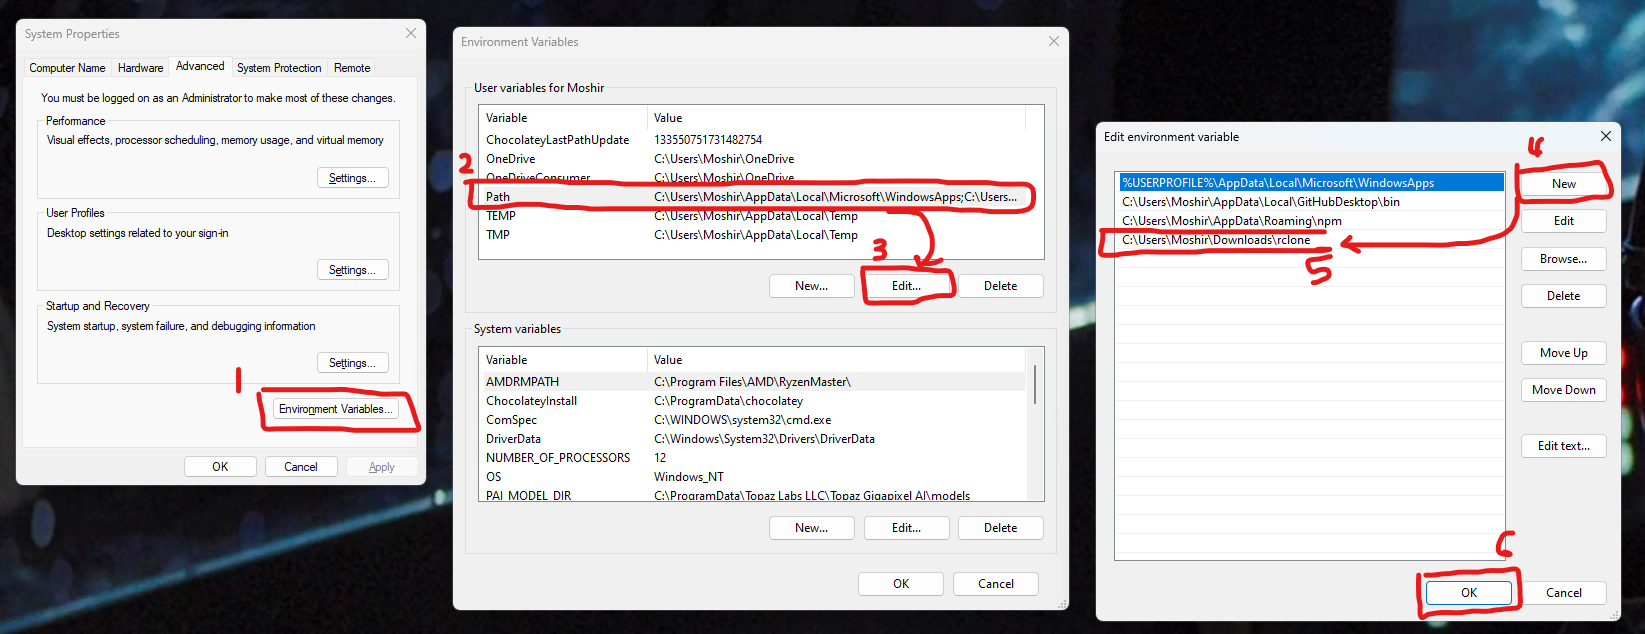 System Properties
Computer Name Hardware Advanced System Protection Remote
You must be logged on as an Administrator to make most of these changes.
Performance
Visual effects, processor scheduling, memory usage, and virtual memory
Settings...
User Profiles
Desktop settings related to your sign-in
Settings...
Startup and Recovery
System startup, system failure, and debugging information
Settings...
1
Environment Variables...
OK Cancel Apply
Environment Variables
User variables for Moshir
Variable Value
ChocolateyLastPathUpdate 133550751731482754
OneDrive C:\Users\Moshir\OneDrive
OneDriveConsumer C:\Users\Moshir\OneDrive
2
Path C:\Users\Moshir\AppData\Local\Microsoft\WindowsApps;C:\Users...
TEMP C:\Users\Moshir\AppData\Local\Temp
TMP C:\Users\Moshir\AppData\Local\Temp
3
New... Edit... Delete
System variables
Variable Value
AMDRMPATH C:\Program Files\AMD\RyzenMaster\
ChocolateyInstall C:\ProgramData\chocolatey
ComSpec C:\WINDOWS\system32\cmd.exe
DriverData C:\Windows\System32\Drivers\DriverData
NUMBER_OF_PROCESSORS 12
OS Windows_NT
PAI_MODEL_DIR C:\ProgramData\Topaz Labs LLC\Topaz Gigapixel AI\models
New... Edit... Delete
OK Cancel
Edit environment variable
4
%USERPROFILE%\AppData\Local\Microsoft\WindowsApps
C:\Users\Moshir\AppData\Local\GitHubDesktop\bin
C:\Users\Moshir\AppData\Roaming\npm
C:\Users\Moshir\Downloads\rclone
5
New
Edit
Browse...
Delete
Move Up
Move Down
Edit text...
6
OK Cancel